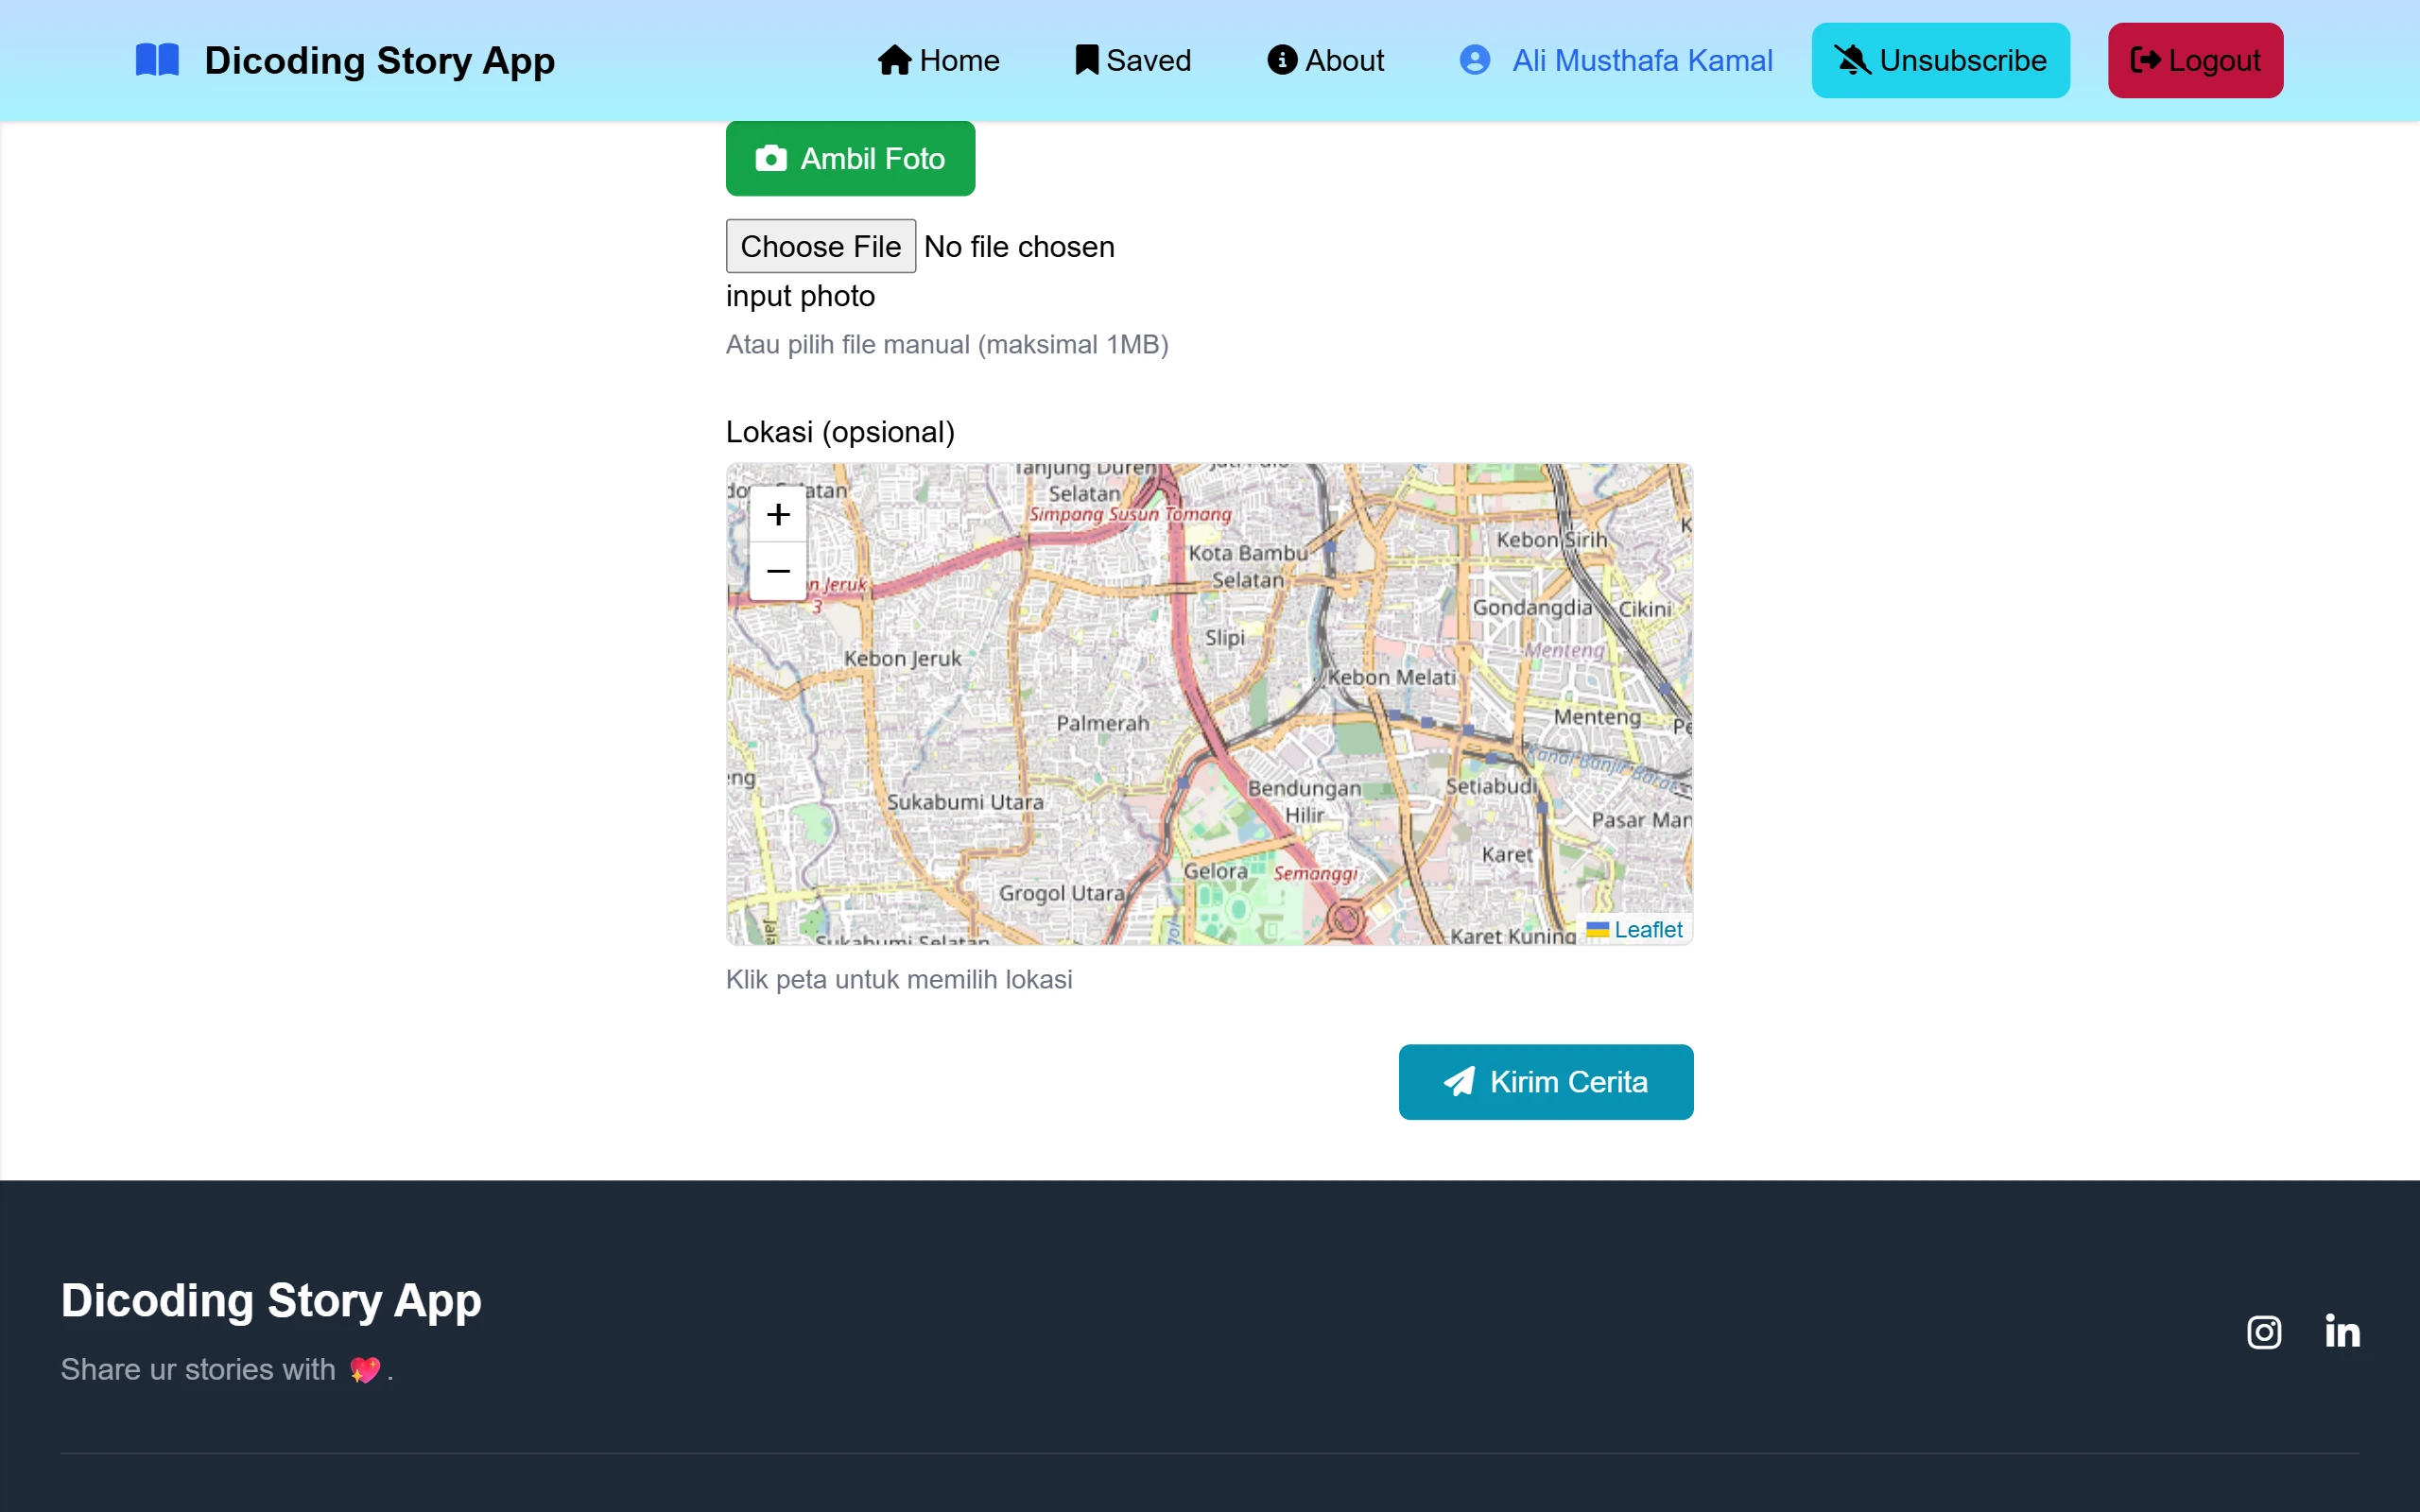 Dicoding Story App
Home
Saved
About
Ali Musthafa Kamal
Unsubscribe
Logout
Ambil Foto
Choose File No file chosen
input photo
Atau pilih file manual (maksimal 1MB)
Lokasi (opsional)
Tanjung Duren
Selatan
Simpang Susun Tomang
Kota Bambu
Selatan
Kebon Sirih
Gondangdia
Cikini
Slipi
Menteng
Kebon Jeruk
Kebon Melati
Palmerah
Menteng
Kanal Banjir Barat
Sukabumi Utara
Bendungan
Hilir
Setiabudi
Karet
Gelora
Semanggi
Grogol Utara
Sukabumi Selatan
+
−
3
Leaflet
Klik peta untuk memilih lokasi
Kirim Cerita
Dicoding Story App
Share ur stories with 💖.